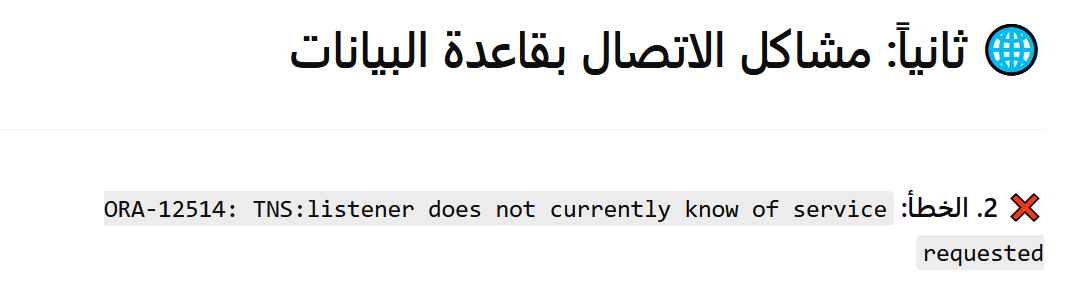 🌐 ثانياً: مشاكل الاتصال بقاعدة البيانات
❌ 2. الخطأ: ORA-12514: TNS:listener does not currently know of service
requested